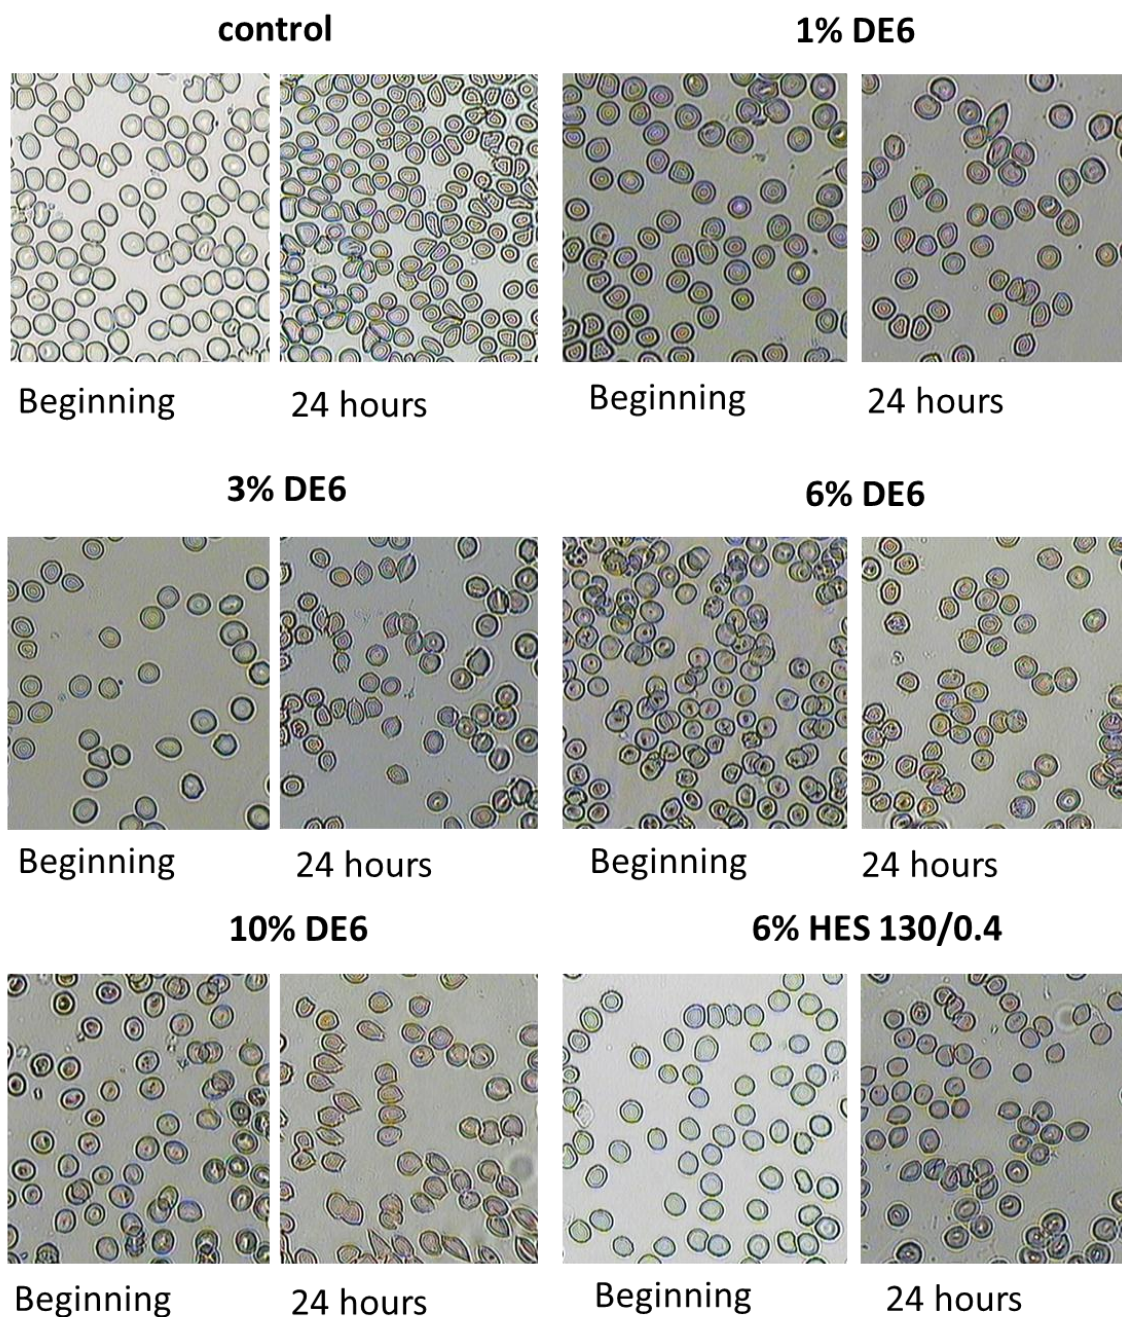 control
1% DE6
Beginning
24 hours
Beginning
24 hours
3% DE6
6% DE6
Beginning
24 hours
Beginning
24 hours
10% DE6
6% HES 130/0.4
Beginning
24 hours
Beginning
24 hours